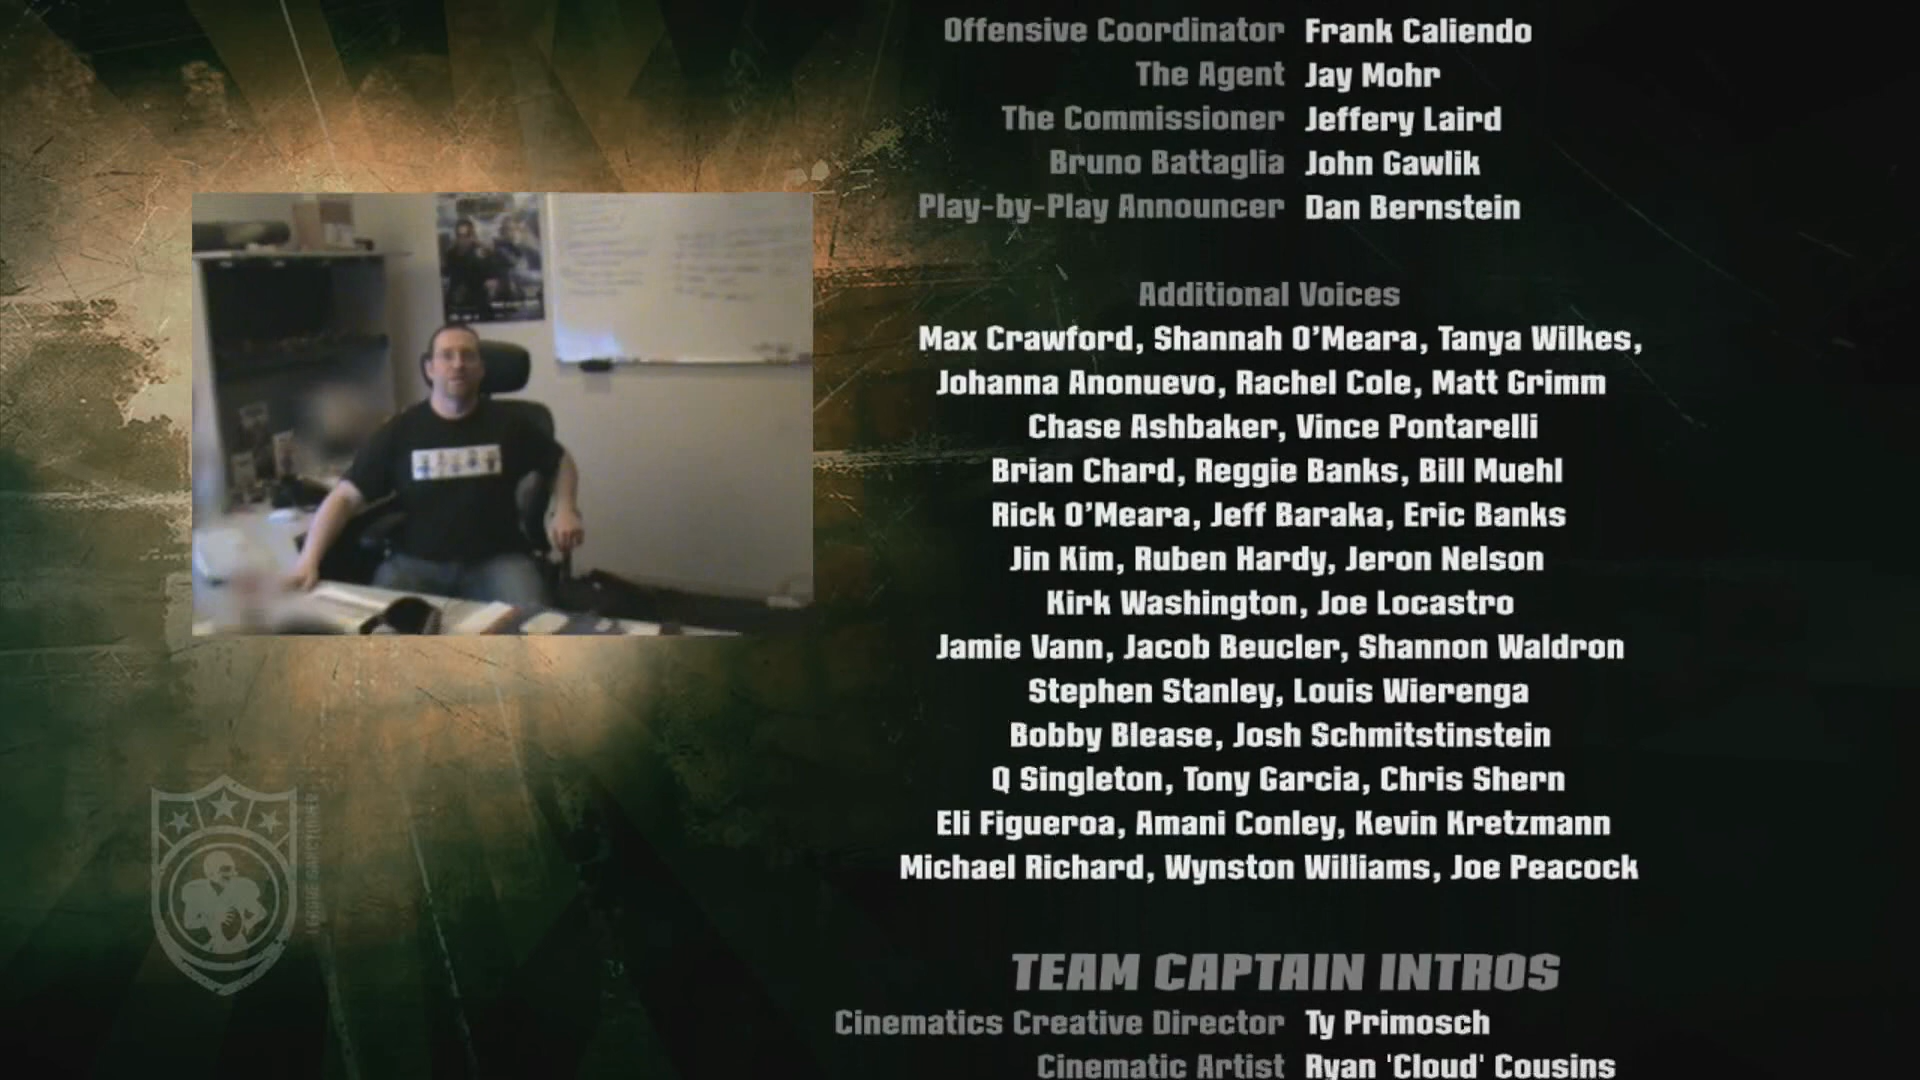 Offensive Coordinator Frank Caliendo
The Agent Jay Mohr
The Commissioner Jeffery Laird
Bruno Battaglia John Gawlik
Play-by-Play Announcer Dan Bernstein
Additional Voices
Max Crawford, Shannah O'Meara, Tanya Wilkes,
Johanna Anonuevo, Rachel Cole, Matt Grimm
Chase Ashbaker, Vince Pontarelli
Brian Chard, Reggie Banks, Bill Muehl
Rick O'Meara, Jeff Baraka, Eric Banks
Jin Kim, Ruben Hardy, Jeron Nelson
Kirk Washington, Joe Locastro
Jamie Vann, Jacob Beucler, Shannon Waldron
Stephen Stanley, Louis Wierenga
Bobby Blease, Josh Schmitstinstein
Q Singleton, Tony Garcia, Chris Shern
Eli Figueroa, Amani Conley, Kevin Kretzmann
Michael Richard, Wynston Williams, Joe Peacock
TEAM CAPTAIN INTROS
Cinematics Creative Director Ty Primosch
Cinematic Artist Ryan 'Cloud' Cousins